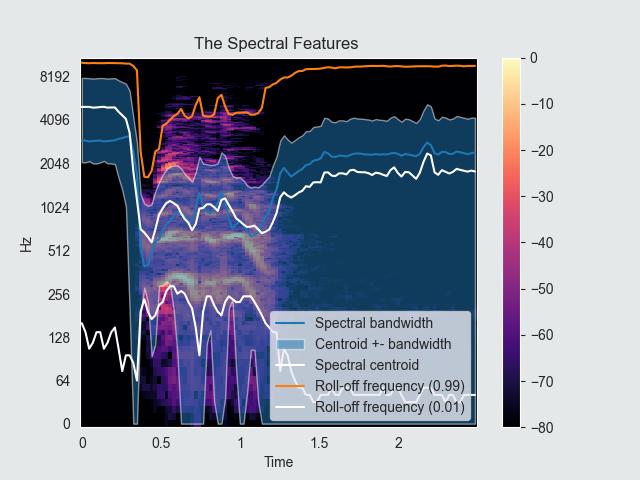 The Spectral Features
Hz
8192
4096
2048
1024
512
256
128
64
0
0
0.5
1
1.5
2
Time
Spectral bandwidth
Centroid +- bandwidth
Spectral centroid
Roll-off frequency (0.99)
Roll-off frequency (0.01)
0
−10
−20
−30
−40
−50
−60
−70
−80